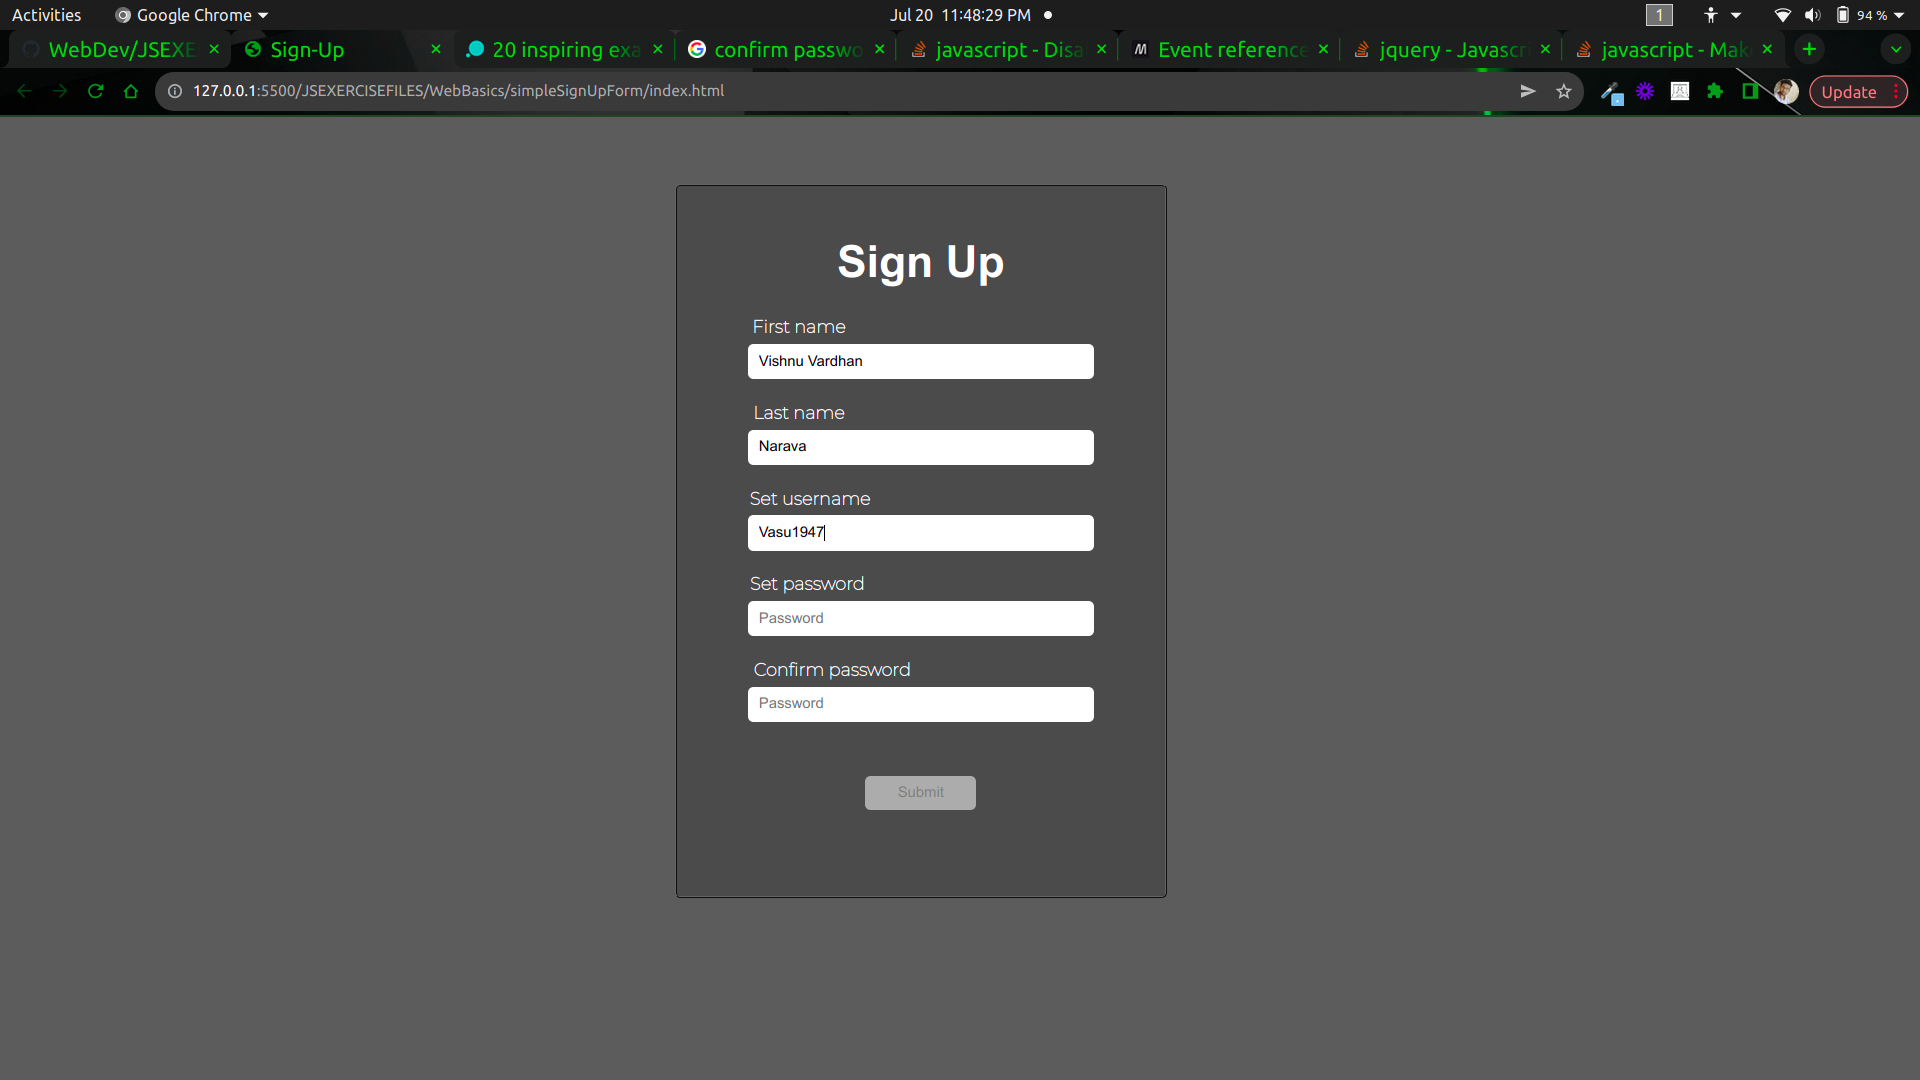 Activities Google Chrome Jul 20 11:48:29 PM 1 94 %
WebDev/JSEXE Sign-Up 20 inspiring exa confirm passwo javascript - Disa Event reference jquery - Javascri javascript - Mak
127.0.0.1:5500/JSEXERCISEFILES/WebBasics/simpleSignUpForm/index.html Update
Sign Up
First name
Vishnu Vardhan
Last name
Narava
Set username
Vasu1947
Set password
Password
Confirm password
Password
Submit